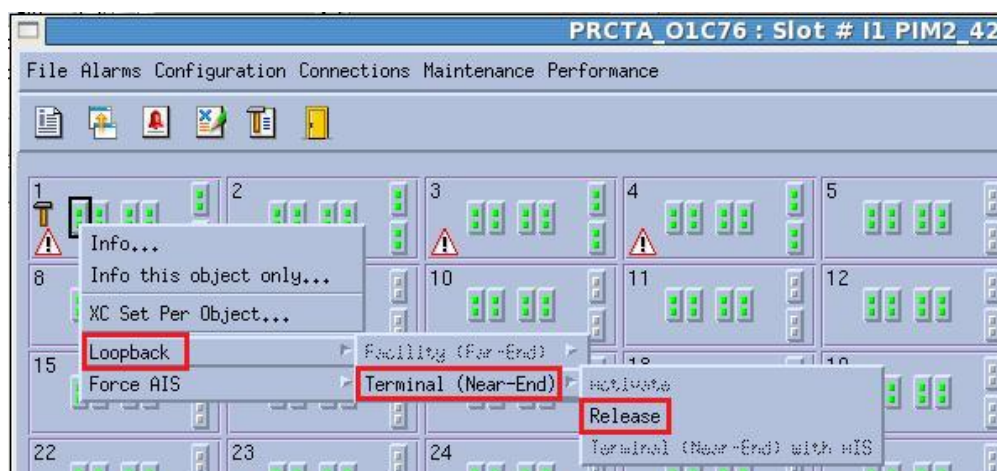 PRCTA_O1C76 : Slot # I1 PIM2_42
File Alarms Configuration Connections Maintenance Performance
1 2 3 4 5
Info...
Info this object only...
8 10 11 12
XC Set Per Object...
Loopback Facility (Far-End)
15 18 19
Force AIS Terminal (Near-End) Activate
Release
22 23 24 Terminal (Near-End) with AIS